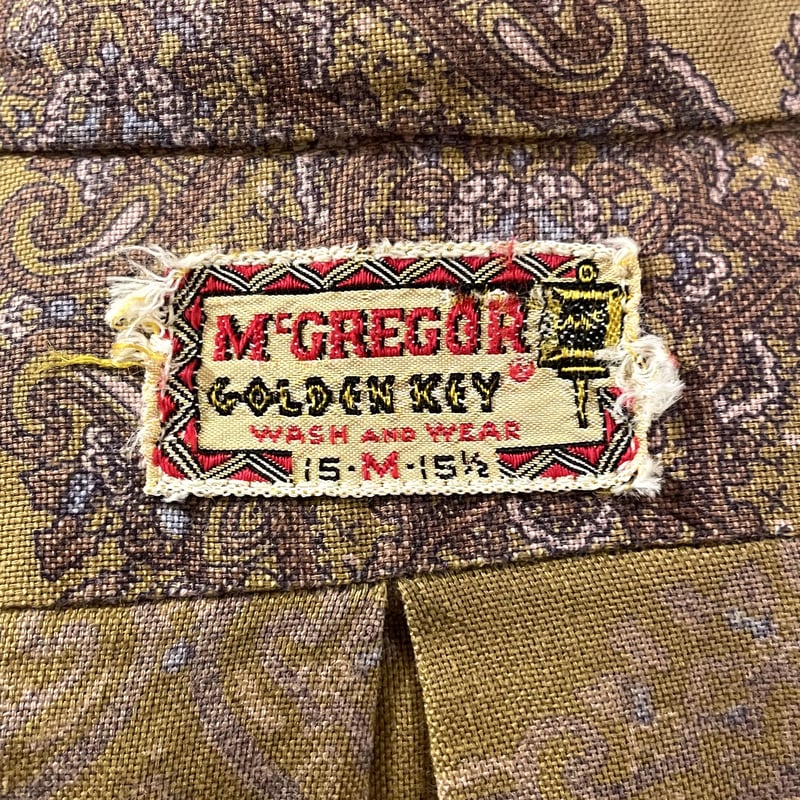 McGREGOR ®
GOLDEN KEY
WASH AND WEAR
15·M·15½